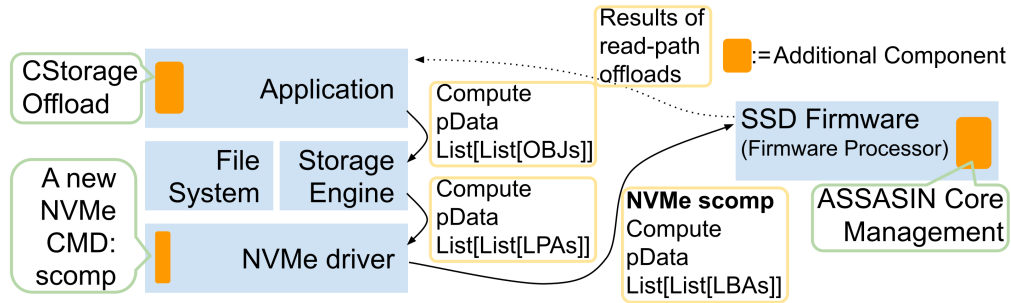 CStorage
Offload
Application
Compute
pData
List[List[OBJs]]
Results of
read-path
offloads
:=Additional Component
SSD Firmware
(Firmware Processor)
ASSASIN Core
Management
File
System
Storage
Engine
A new
NVMe
CMD:
scomp
Compute
pData
List[List[LPAs]]
NVMe driver
NVMe scomp
Compute
pData
List[List[LBAs]]